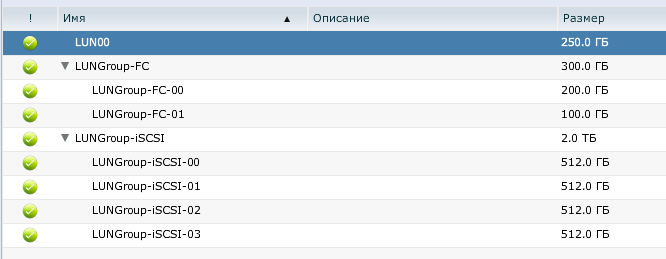 ! Имя ▲ Описание Размер
LUN00 250.0 ГБ
▼ LUNGroup-FC 300.0 ГБ
LUNGroup-FC-00 200.0 ГБ
LUNGroup-FC-01 100.0 ГБ
▼ LUNGroup-iSCSI 2.0 ТБ
LUNGroup-iSCSI-00 512.0 ГБ
LUNGroup-iSCSI-01 512.0 ГБ
LUNGroup-iSCSI-02 512.0 ГБ
LUNGroup-iSCSI-03 512.0 ГБ